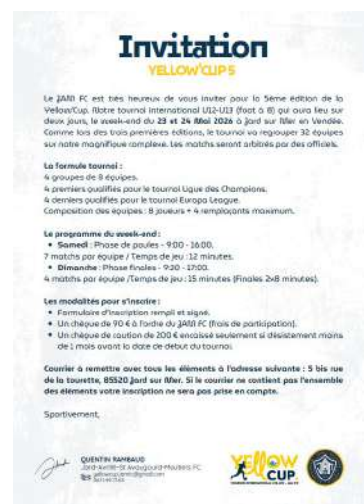 Invitation
YELLOW'CUP 5
Le JAM FC est très heureux de vous inviter pour la 5ème édition de la
Yellow'Cup. Notre tournoi international U12-U13 (foot à 8) qui aura lieu sur
deux jours, le week-end du 23 et 24 Mai 2026 à Jard sur Mer en Vendée.
Comme lors des trois premières éditions, le tournoi va regrouper 32 équipes
sur notre magnifique complexe. Les matchs seront arbitrés par des officiels.
La formule tournoi :
4 groupes de 8 équipes.
4 premiers qualifiés pour le tournoi Ligue des Champions.
4 derniers qualifiés pour le tournoi Europa League.
Composition des équipes : 8 joueurs + 4 remplaçants maximum.
Le programme du week-end :
• Samedi : Phase de poules - 9:00 - 16:00.
7 matchs par équipe / Temps de jeu : 12 minutes.
• Dimanche : Phase finales - 9:30 - 17:00.
4 matchs par équipe /Temps de jeu : 15 minutes (Finales 2x8 minutes).
Les modalités pour s'inscrire :
• Formulaire d'inscription rempli et signé.
• Un chèque de 90 € à l'ordre du JAM FC (frais de participation).
• Un chèque de caution de 200 € encaissé seulement si désistement moins
de 1 mois avant la date de début du tournoi.
Courrier à remettre avec tous les éléments à l'adresse suivante : 5 bis rue
de la tourette, 85520 Jard sur Mer. Si le courrier ne contient pas l'ensemble
des éléments votre inscription ne sera pas prise en compte.
Sportivement,
QUENTIN RAMBAUD
YELLOW
CUP